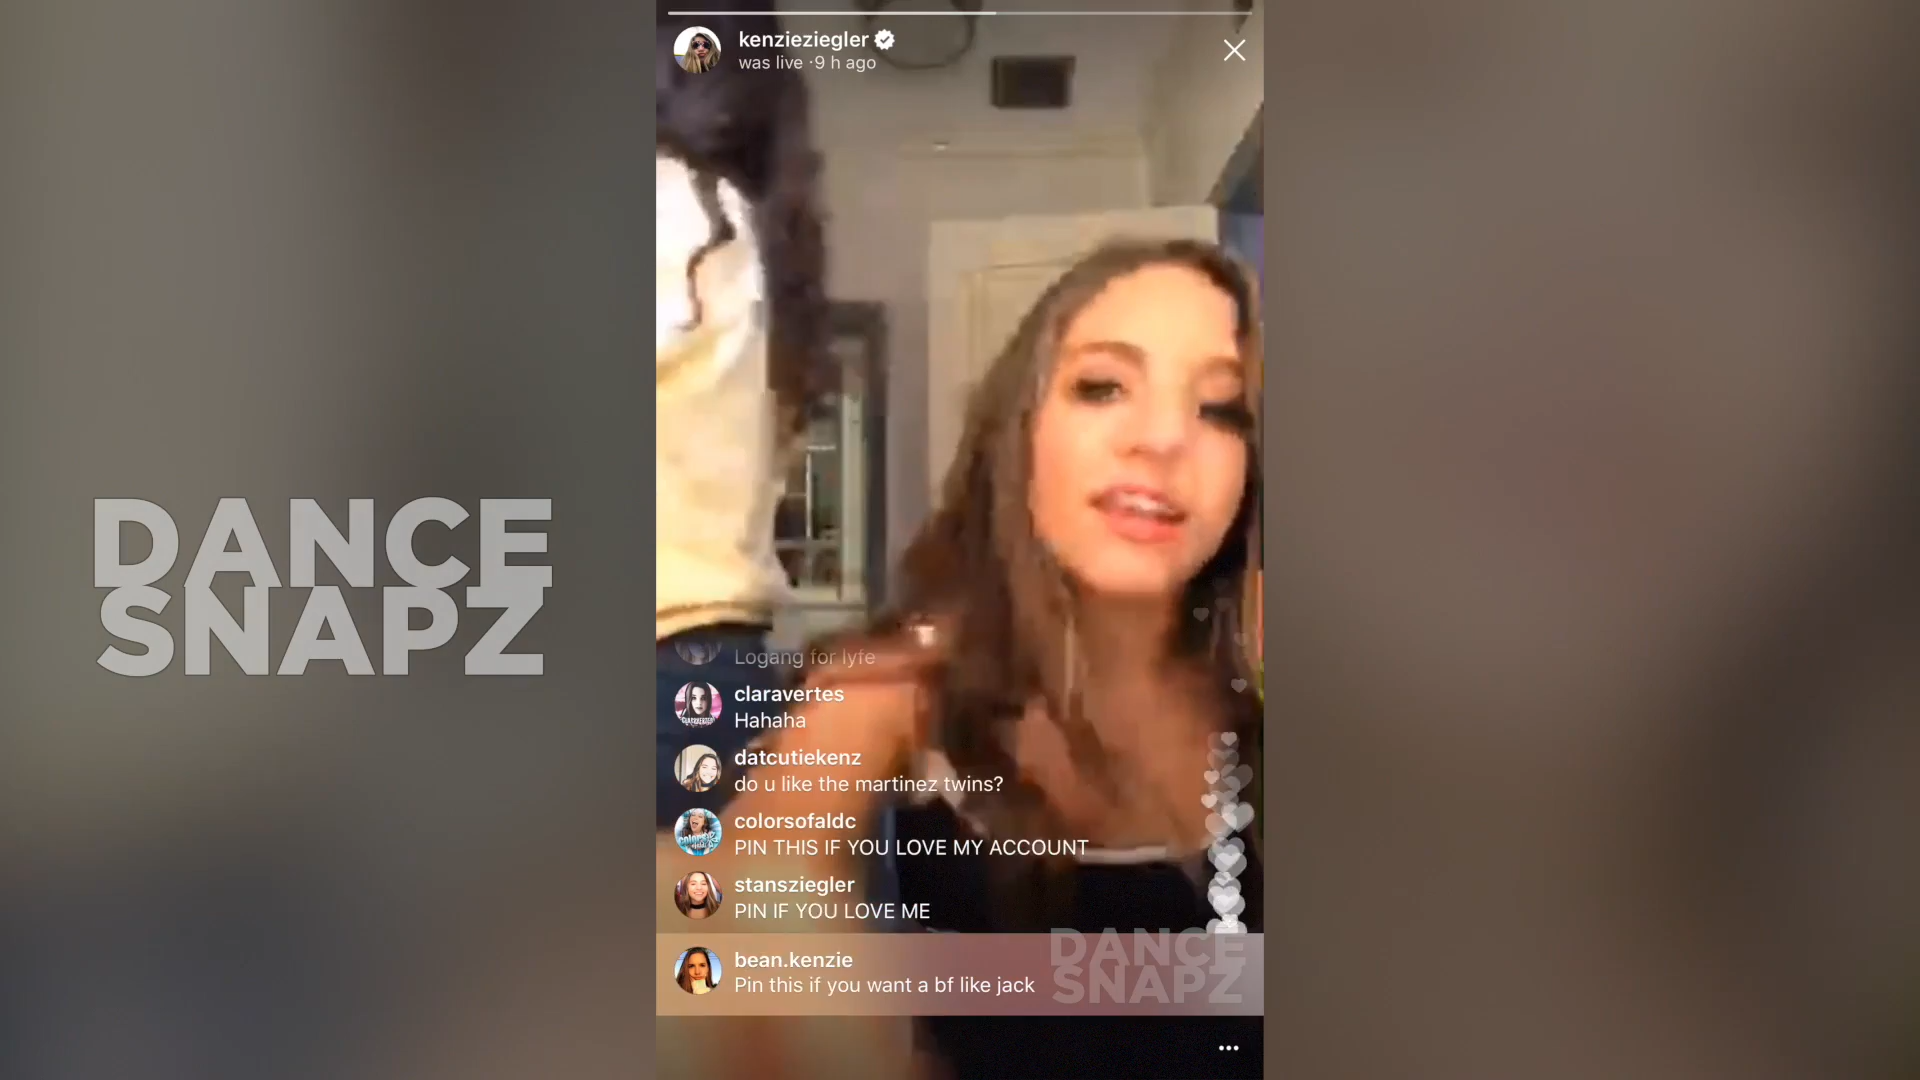 kenzieziegler
was live · 9 h ago
DANCE
SNAPZ
Logang for lyfe
claravertes
Hahaha
datcutiekenz
do u like the martinez twins?
colorsofaldc
PIN THIS IF YOU LOVE MY ACCOUNT
stansziegler
PIN IF YOU LOVE ME
bean.kenzie
Pin this if you want a bf like jack
DANCE
SNAPZ